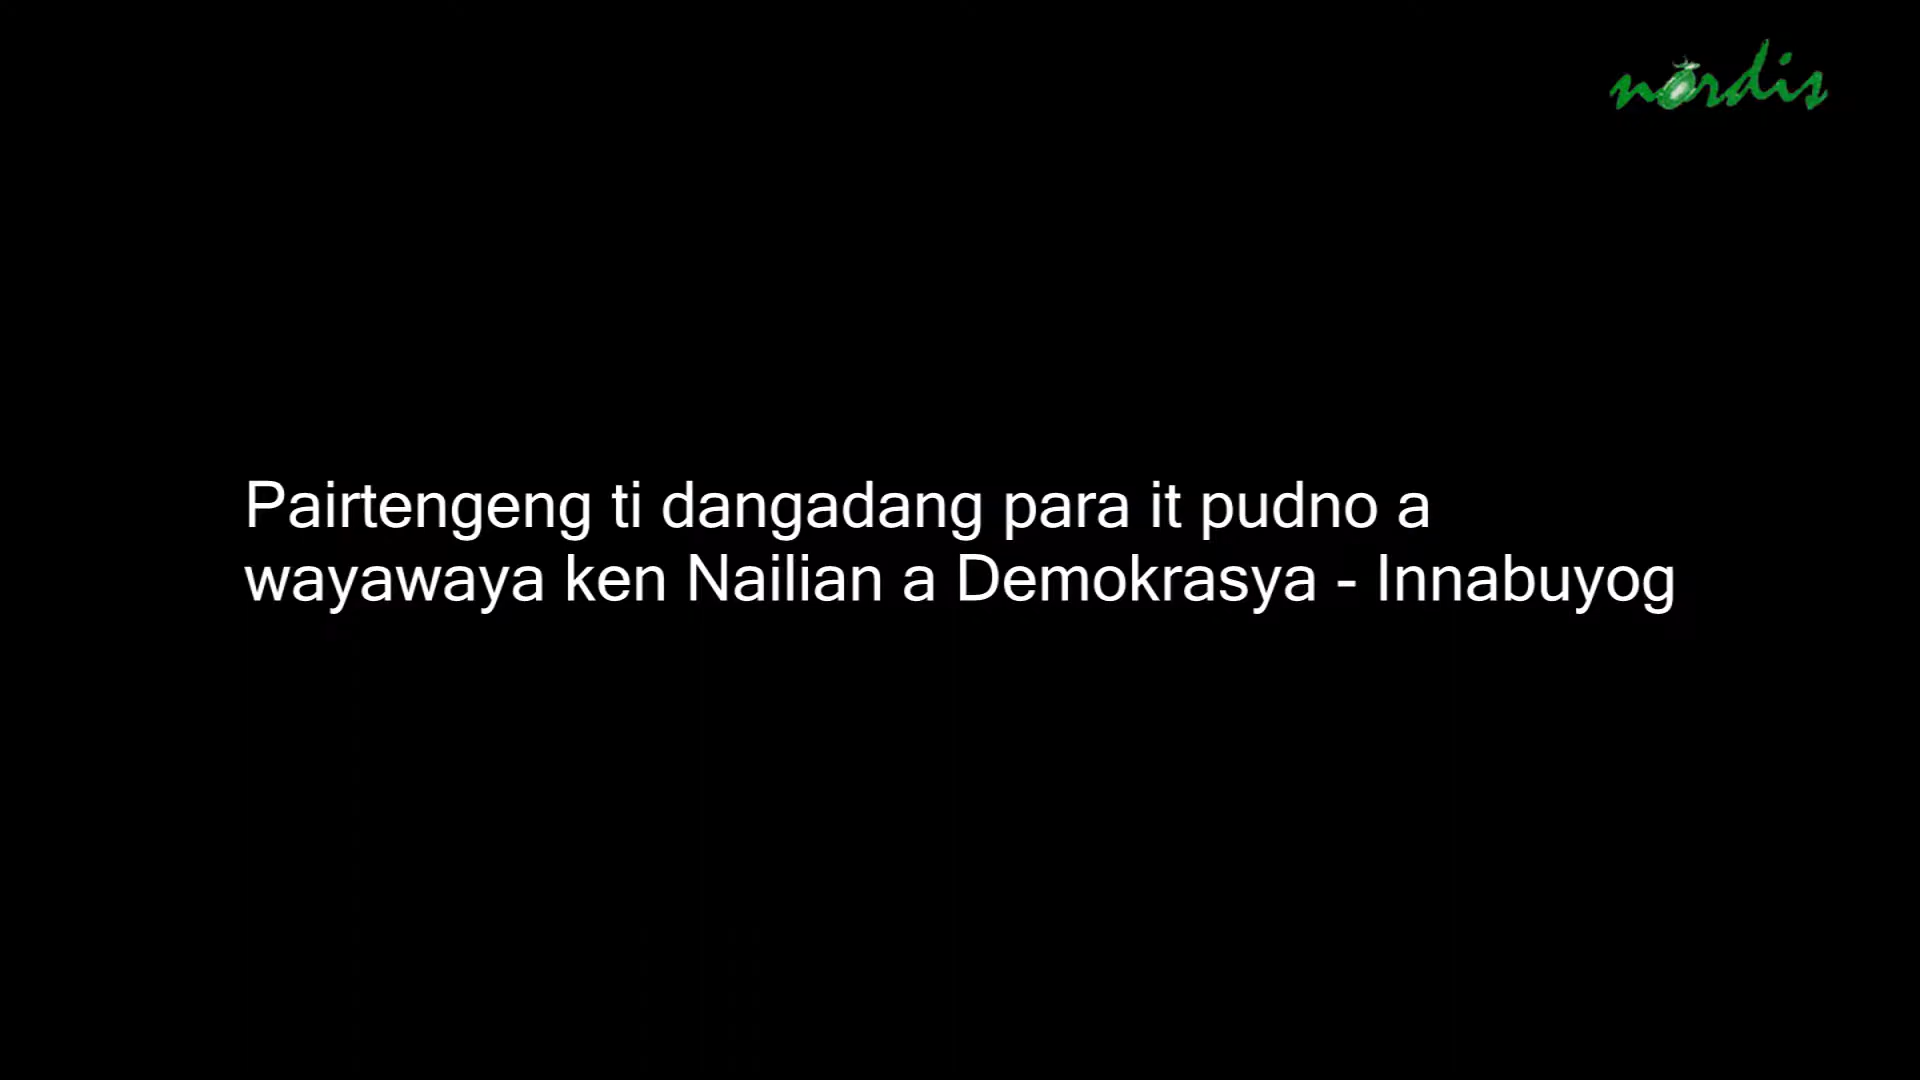 nordis
Pairtengeng ti dangadang para it pudno a
wayawaya ken Nailian a Demokrasya - Innabuyog